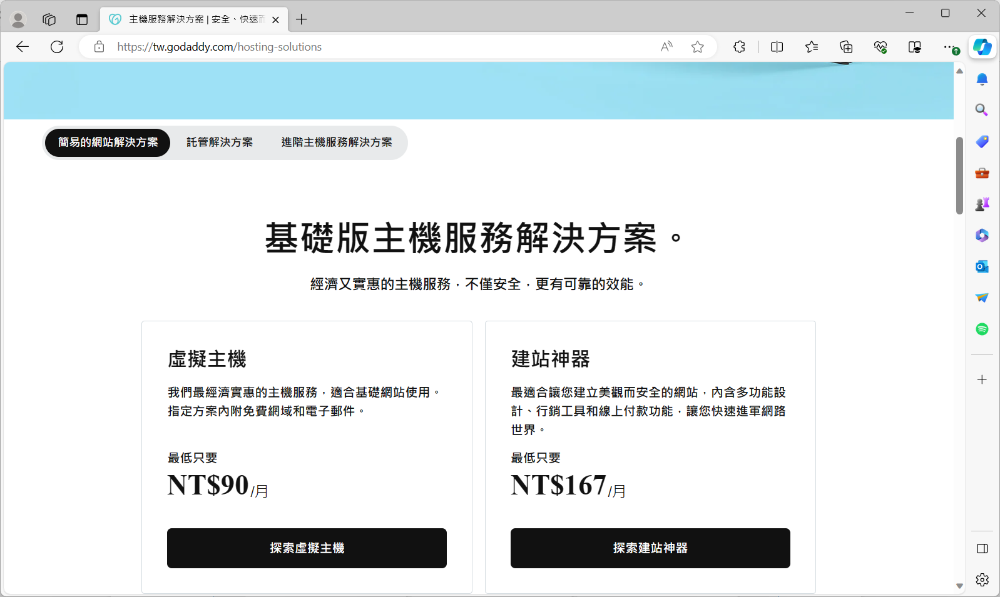 主機服務解決方案 | 安全、快速而
https://tw.godaddy.com/hosting-solutions
簡易的網站解決方案
託管解決方案
進階主機服務解決方案
基礎版主機服務解決方案。
經濟又實惠的主機服務，不僅安全，更有可靠的效能。
虛擬主機
我們最經濟實惠的主機服務，適合基礎網站使用。
指定方案內附免費網域和電子郵件。
最低只要
NT$90/月
探索虛擬主機
建站神器
最適合讓您建立美觀而安全的網站，內含多功能設
計、行銷工具和線上付款功能，讓您快速進軍網路
世界。
最低只要
NT$167/月
探索建站神器